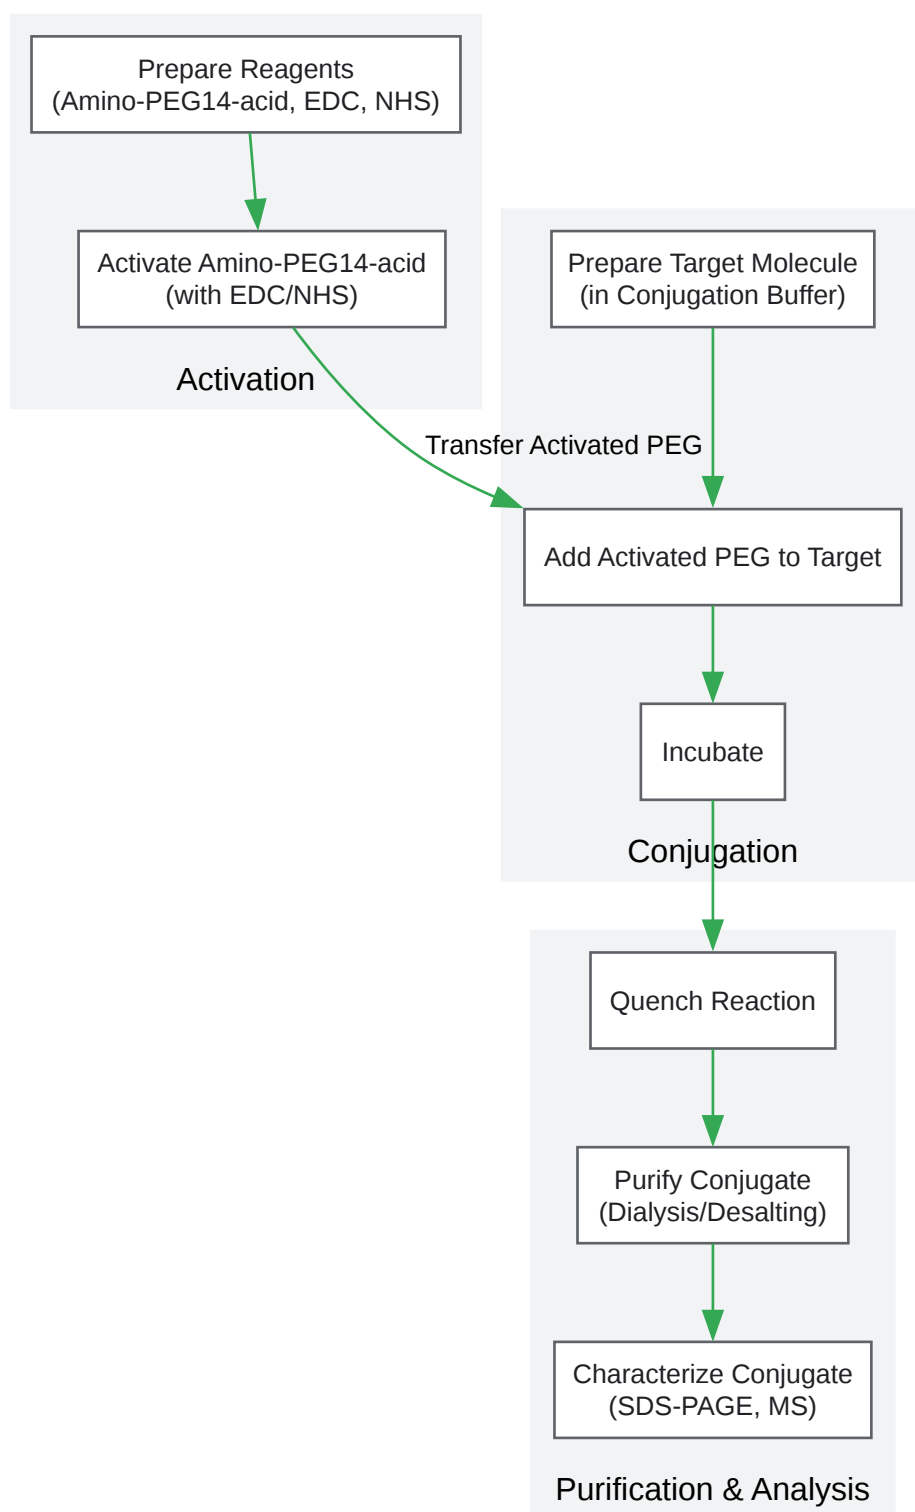 Prepare Reagents
(Amino-PEG14-acid, EDC, NHS)
Activate Amino-PEG14-acid
(with EDC/NHS)
Activation
Prepare Target Molecule
(in Conjugation Buffer)
Transfer Activated PEG
Add Activated PEG to Target
Incubate
Conjugation
Quench Reaction
Purify Conjugate
(Dialysis/Desalting)
Characterize Conjugate
(SDS-PAGE, MS)
Purification & Analysis